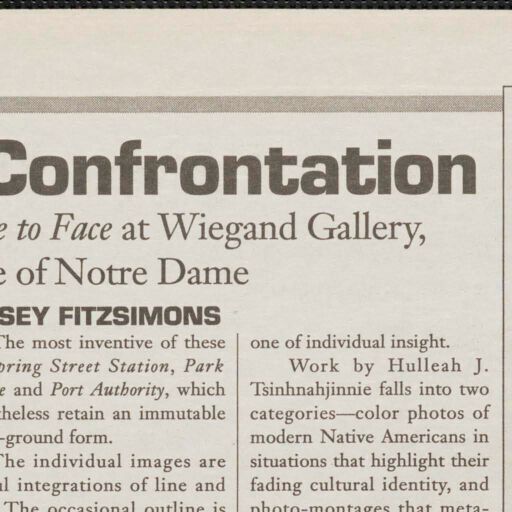 Confrontation
e to Face at Wiegand Gallery,
e of Notre Dame
SEY FITZSIMONS
The most inventive of these
pring Street Station, Park
e and Port Authority, which
theless retain an immutable
-ground form.
The individual images are
al integrations of line and
The occasional outline is
one of individual insight.
Work by Hulleah J.
Tsinhnahjinnie falls into two
categories—color photos of
modern Native Americans in
situations that highlight their
fading cultural identity, and
photo-montages that meta-